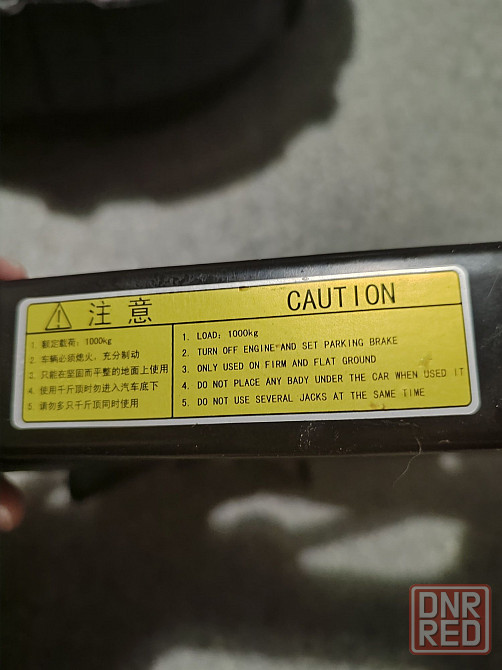 注意
1. 额定载荷: 1000kg
2. 车辆必须熄火, 充分制动
3. 只能在坚固而平整的地面上使用
4. 使用千斤顶时勿进入汽车底下
5. 请勿多只千斤顶同时使用
CAUTION
1. LOAD: 1000kg
2. TURN OFF ENGINE AND SET PARKING BRAKE
3. ONLY USED ON FIRM AND FLAT GROUND
4. DO NOT PLACE ANY BADY UNDER THE CAR WHEN USED IT
5. DO NOT USE SEVERAL JACKS AT THE SAME TIME
DNR
RED